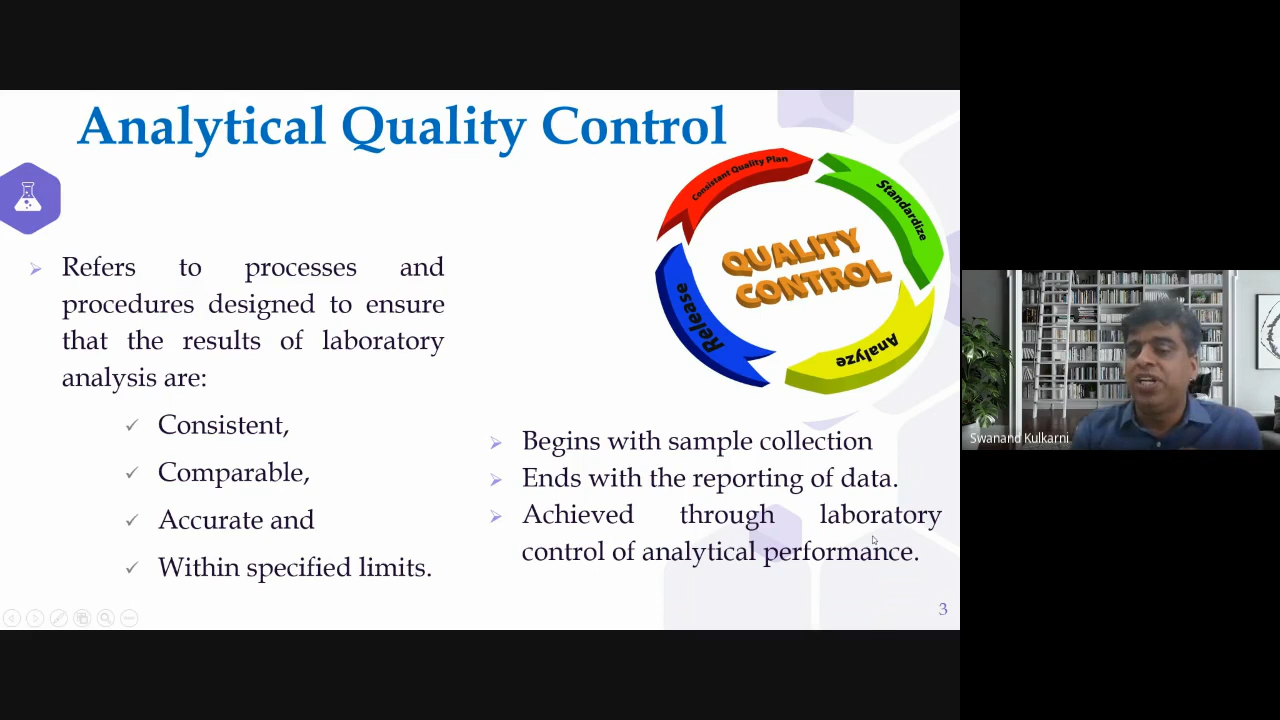 Analytical Quality Control
Consistant Quality Plan
Standardize
QUALITY
CONTROL
Release
Analyze
Refers to processes and
procedures designed to ensure
that the results of laboratory
analysis are:
Consistent,
Comparable,
Accurate and
Within specified limits.
Begins with sample collection
Ends with the reporting of data.
Achieved through laboratory
control of analytical performance.
3
Swanand Kulkarni